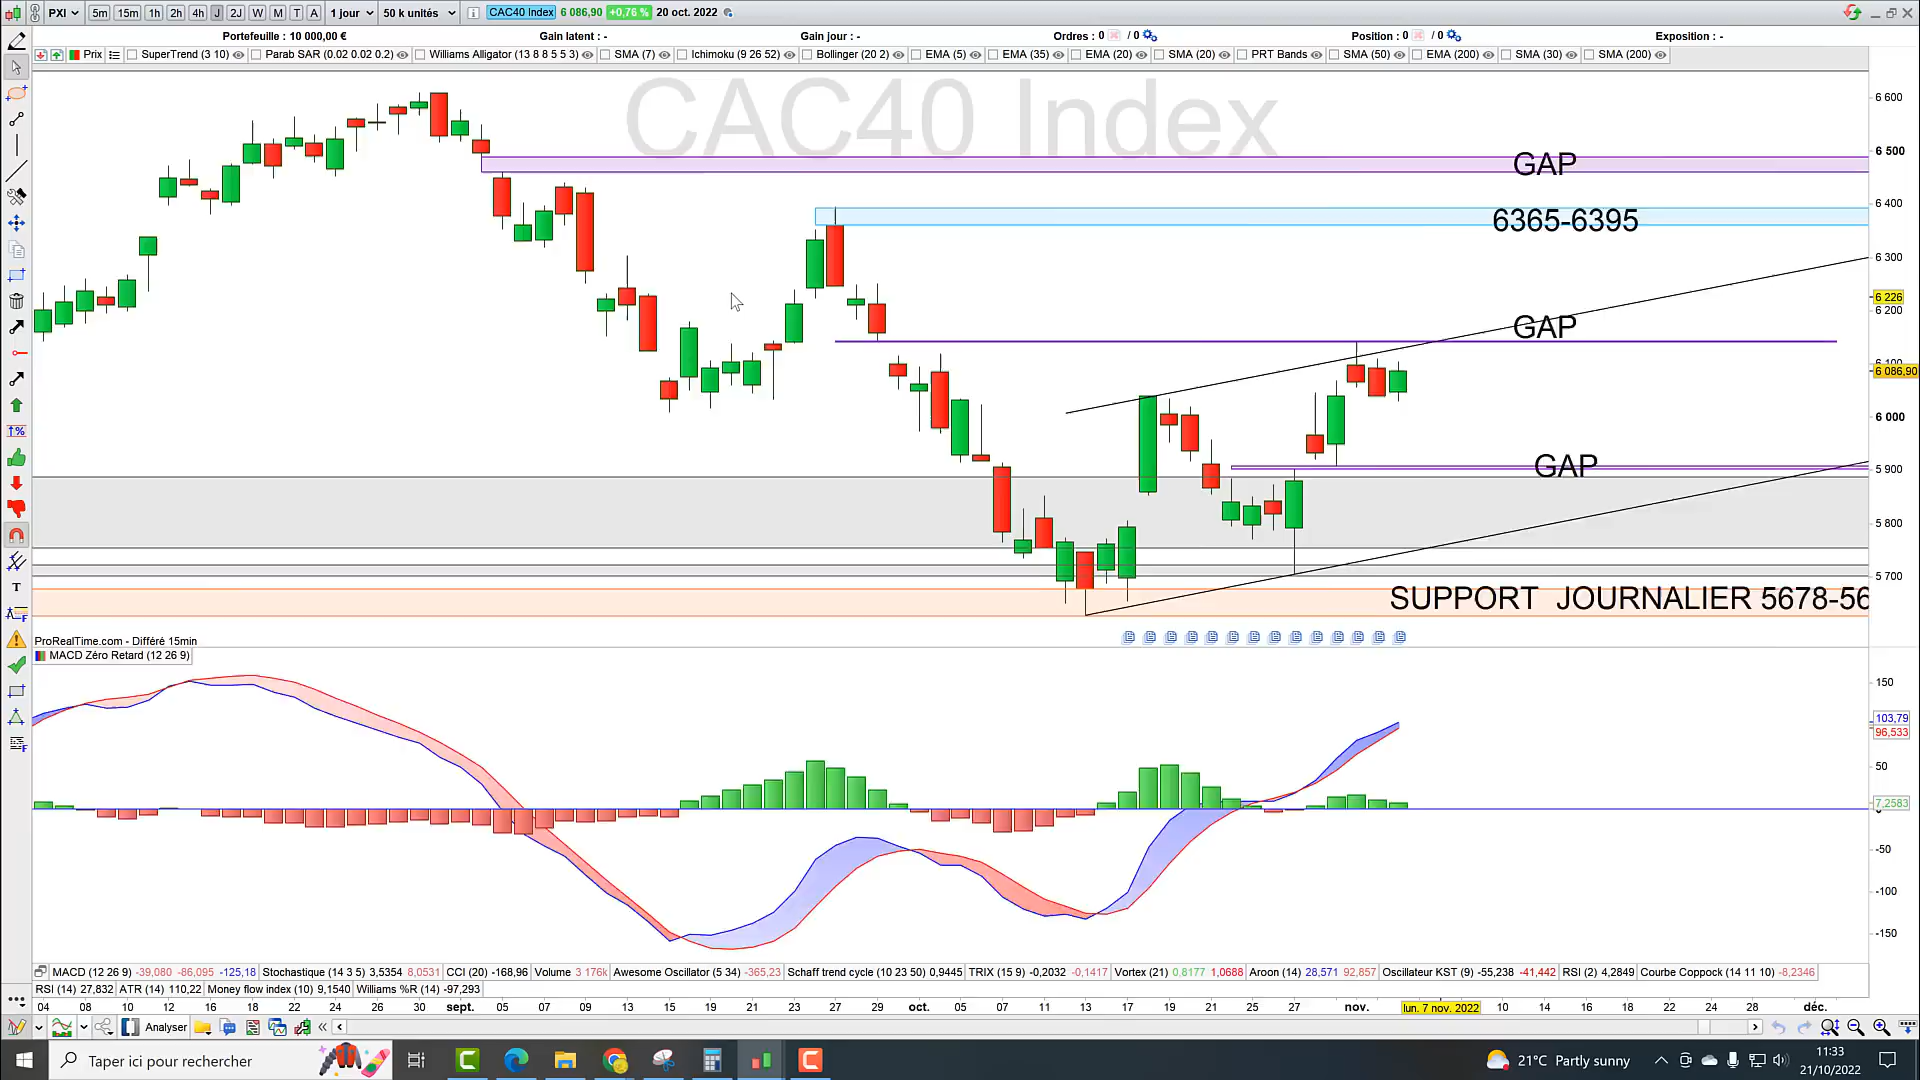 PXI 5m 15m 1h 2h 4h J 2J W M T A 1 jour 50 k unités CAC40 Index 6 086,90 +0,76 % 20 oct. 2022
Portefeuille : 10 000,00 € Gain latent : - Gain jour : - Ordres : 0 / 0 Position : 0 / 0 Exposition : -
Prix SuperTrend (3 10) Parab SAR (0.02 0.02 0.2) Williams Alligator (13 8 8 5 5 3) SMA (7) Ichimoku (9 26 52) Bollinger (20 2) EMA (5) EMA (35) EMA (20) SMA (20) PRT Bands SMA (50) EMA (200) SMA (30) SMA (200)
CAC40 Index
6 600
6 500
GAP
6 400
6365-6395
6 300
6 226
6 200
GAP
6 100
6 086,90
6 000
GAP
5 900
5 800
5 700
SUPPORT JOURNALIER 5678-56
ProRealTime.com - Différé 15min
MACD Zéro Retard (12 26 9)
150
103,79
96,533
50
7,2583
-50
-100
-150
MACD (12 26 9) -39,080 -86,095 -125,18 Stochastique (14 3 5) 3,5354 8,0531 CCI (20) -168,96 Volume 3 176k Awesome Oscillator (5 34) -365,23 Schaff trend cycle (10 23 50) 0,9445 TRIX (15 9) -0,2032 -0,1417 Vortex (21) 0,8177 1,0688 Aroon (14) 28,571 92,857 Oscillateur KST (9) -55,238 -41,442 RSI (2) 4,2849 Courbe Coppock (14 11 10) -8,2346
RSI (14) 27,832 ATR (14) 110,22 Money flow index (10) 9,1540 Williams %R (14) -97,293
04 08 10 12 16 18 22 24 26 30 sept. 05 07 09 13 15 19 21 23 27 29 oct. 05 07 11 13 17 19 21 25 27 nov. lun. 7 nov. 2022 10 14 16 18 22 24 28 déc.
Analyser
Taper ici pour rechercher 21°C Partly sunny 11:33
21/10/2022